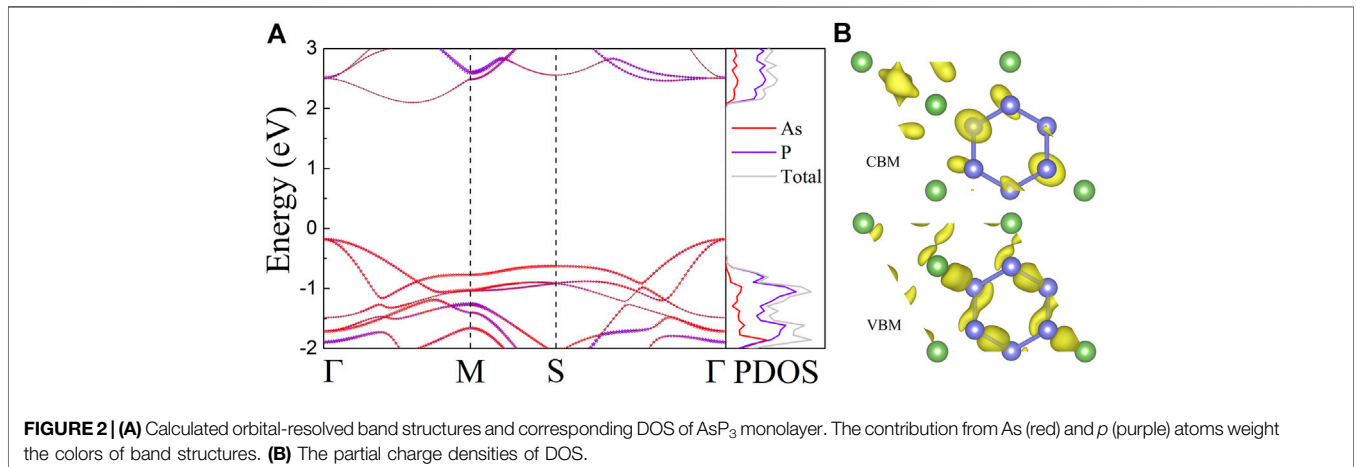 A
B
3
2
1
0
-1
-2
Energy (eV)
Γ
M
S
Γ
PDOS
As
P
Total
CBM
VBM
FIGURE 2 | (A) Calculated orbital-resolved band structures and corresponding DOS of AsP₃ monolayer. The contribution from As (red) and p (purple) atoms weight
the colors of band structures. (B) The partial charge densities of DOS.